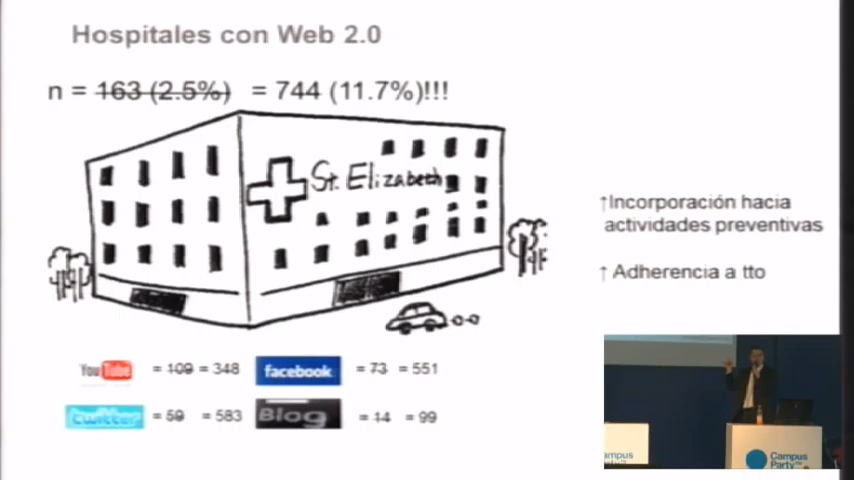 Hospitales con Web 2.0
n = 163 (2.5%) = 744 (11.7%)!!!
St. Elizabeth
↑Incorporación hacia
actividades preventivas
↑ Adherencia a tto
YouTube = 109 = 348
facebook = 73 = 551
twitter = 59 = 583
Blog = 14 = 99
ampus
Campus
Party